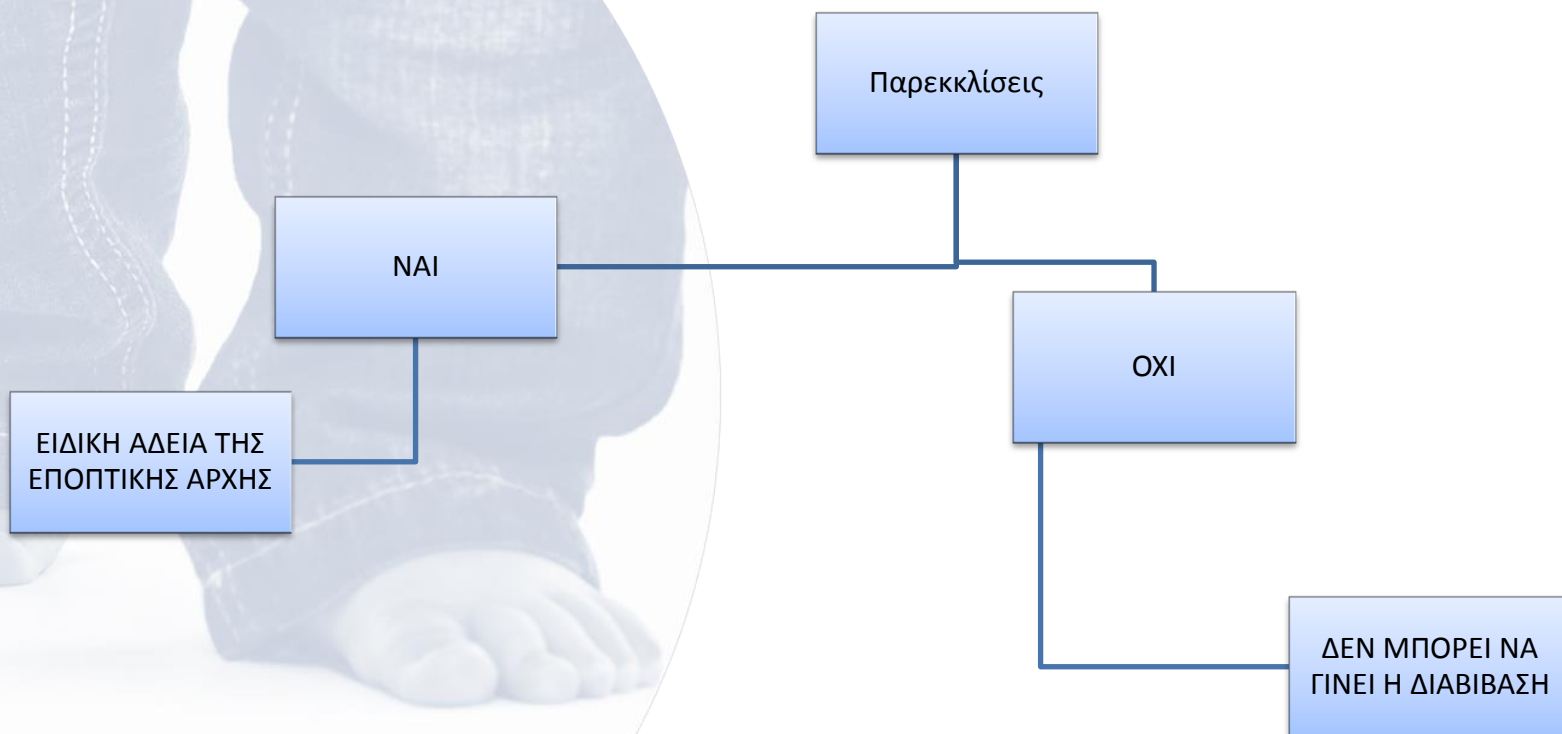 Παρεκκλίσεις
ΝΑΙ
ΟΧΙ
ΕΙΔΙΚΗ ΑΔΕΙΑ ΤΗΣ
ΕΠΟΠΤΙΚΗΣ ΑΡΧΗΣ
ΔΕΝ ΜΠΟΡΕΙ ΝΑ
ΓΙΝΕΙ Η ΔΙΑΒΙΒΑΣΗ